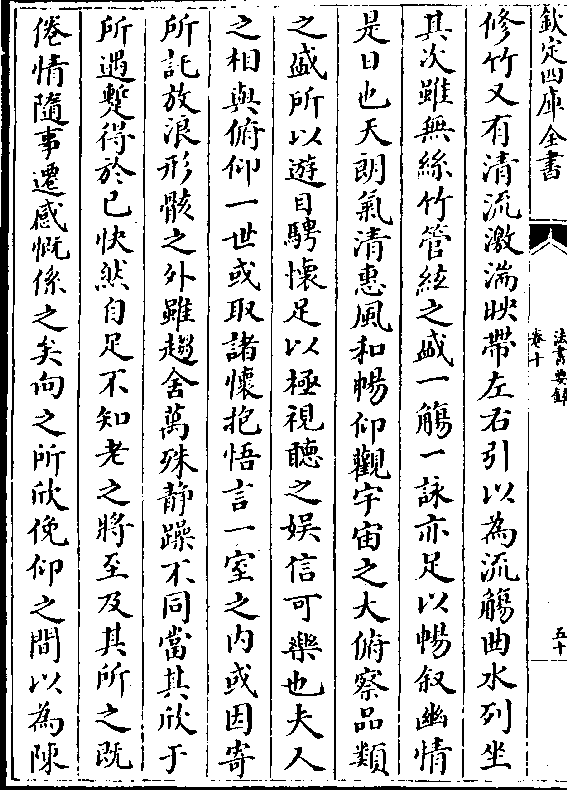 欽定四庫全書
法書要録
卷十
五十
修竹又有清流激湍映帶左右引以為流觴曲水列坐
其次雖無絲竹管絃之盛一觴一詠亦足以暢叙幽情
是日也天朗氣清惠風和暢仰觀宇宙之大俯察品類
之盛所以遊目騁懷足以極視聽之娱信可樂也夫人
之相與俯仰一世或取諸懷抱悟言一室之内或因寄
所託放浪形骸之外雖趨舍萬殊静躁不同當其欣于
所遇蹔得於已快然自足不知老之將至及其所之既
倦情隨事遷感慨係之矣向之所欣俛仰之間以為陳